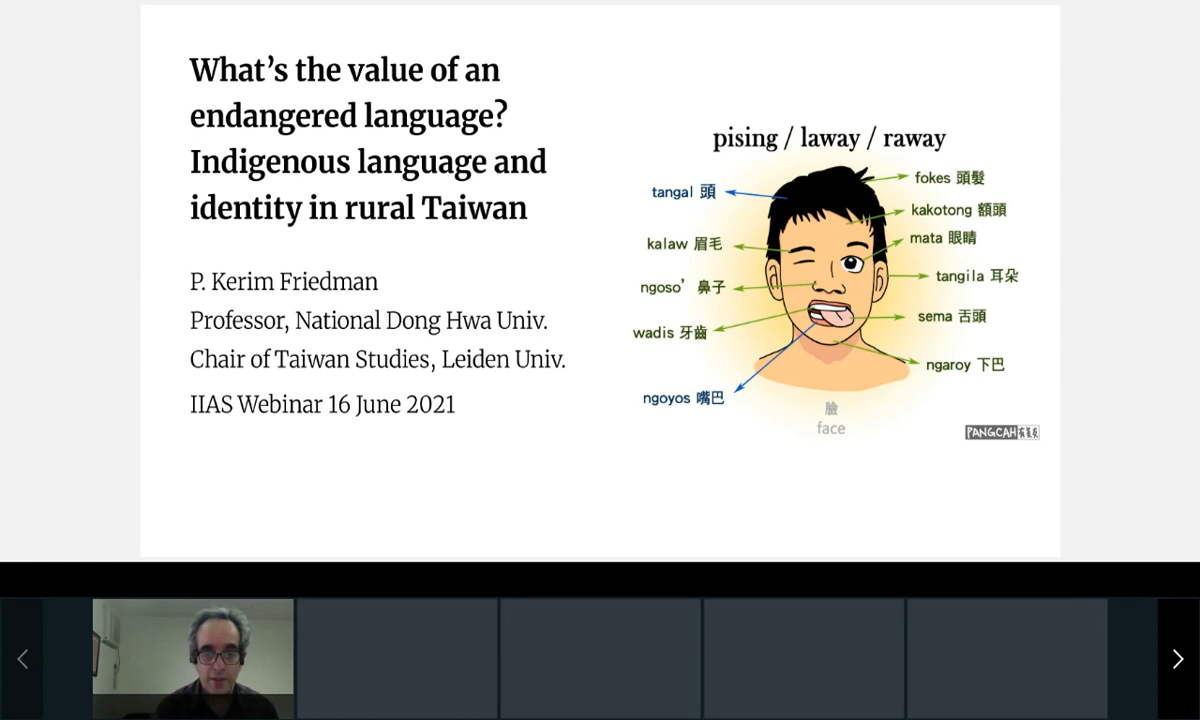 What's the value of an
endangered language?
Indigenous language and
identity in rural Taiwan
P. Kerim Friedman
Professor, National Dong Hwa Univ.
Chair of Taiwan Studies, Leiden Univ.
IIAS Webinar 16 June 2021
pising / laway / raway
tangal 頭
kalaw 眉毛
ngoso' 鼻子
wadis 牙齒
ngoyos 嘴巴
fokes 頭髮
kakotong 額頭
mata 眼睛
tangila 耳朵
sema 舌頭
ngaroy 下巴
臉
face
PANGCAH